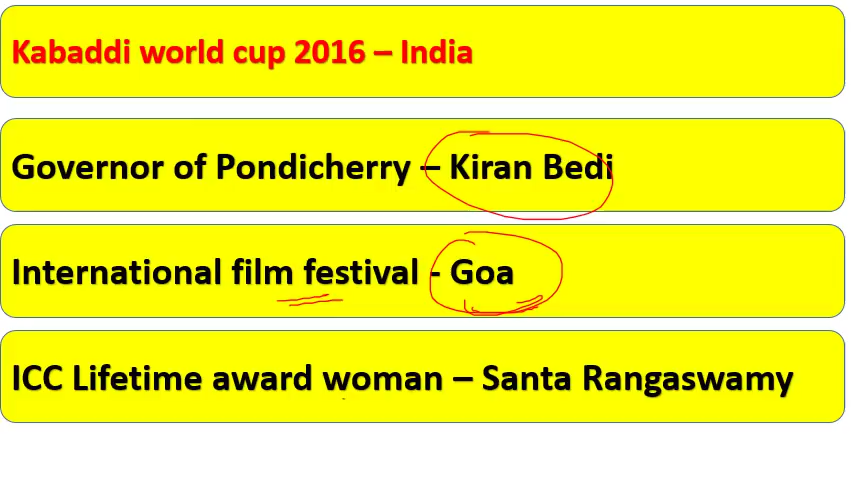 Kabaddi world cup 2016 – India
Governor of Pondicherry – Kiran Bedi
International film festival - Goa
ICC Lifetime award woman – Santa Rangaswamy